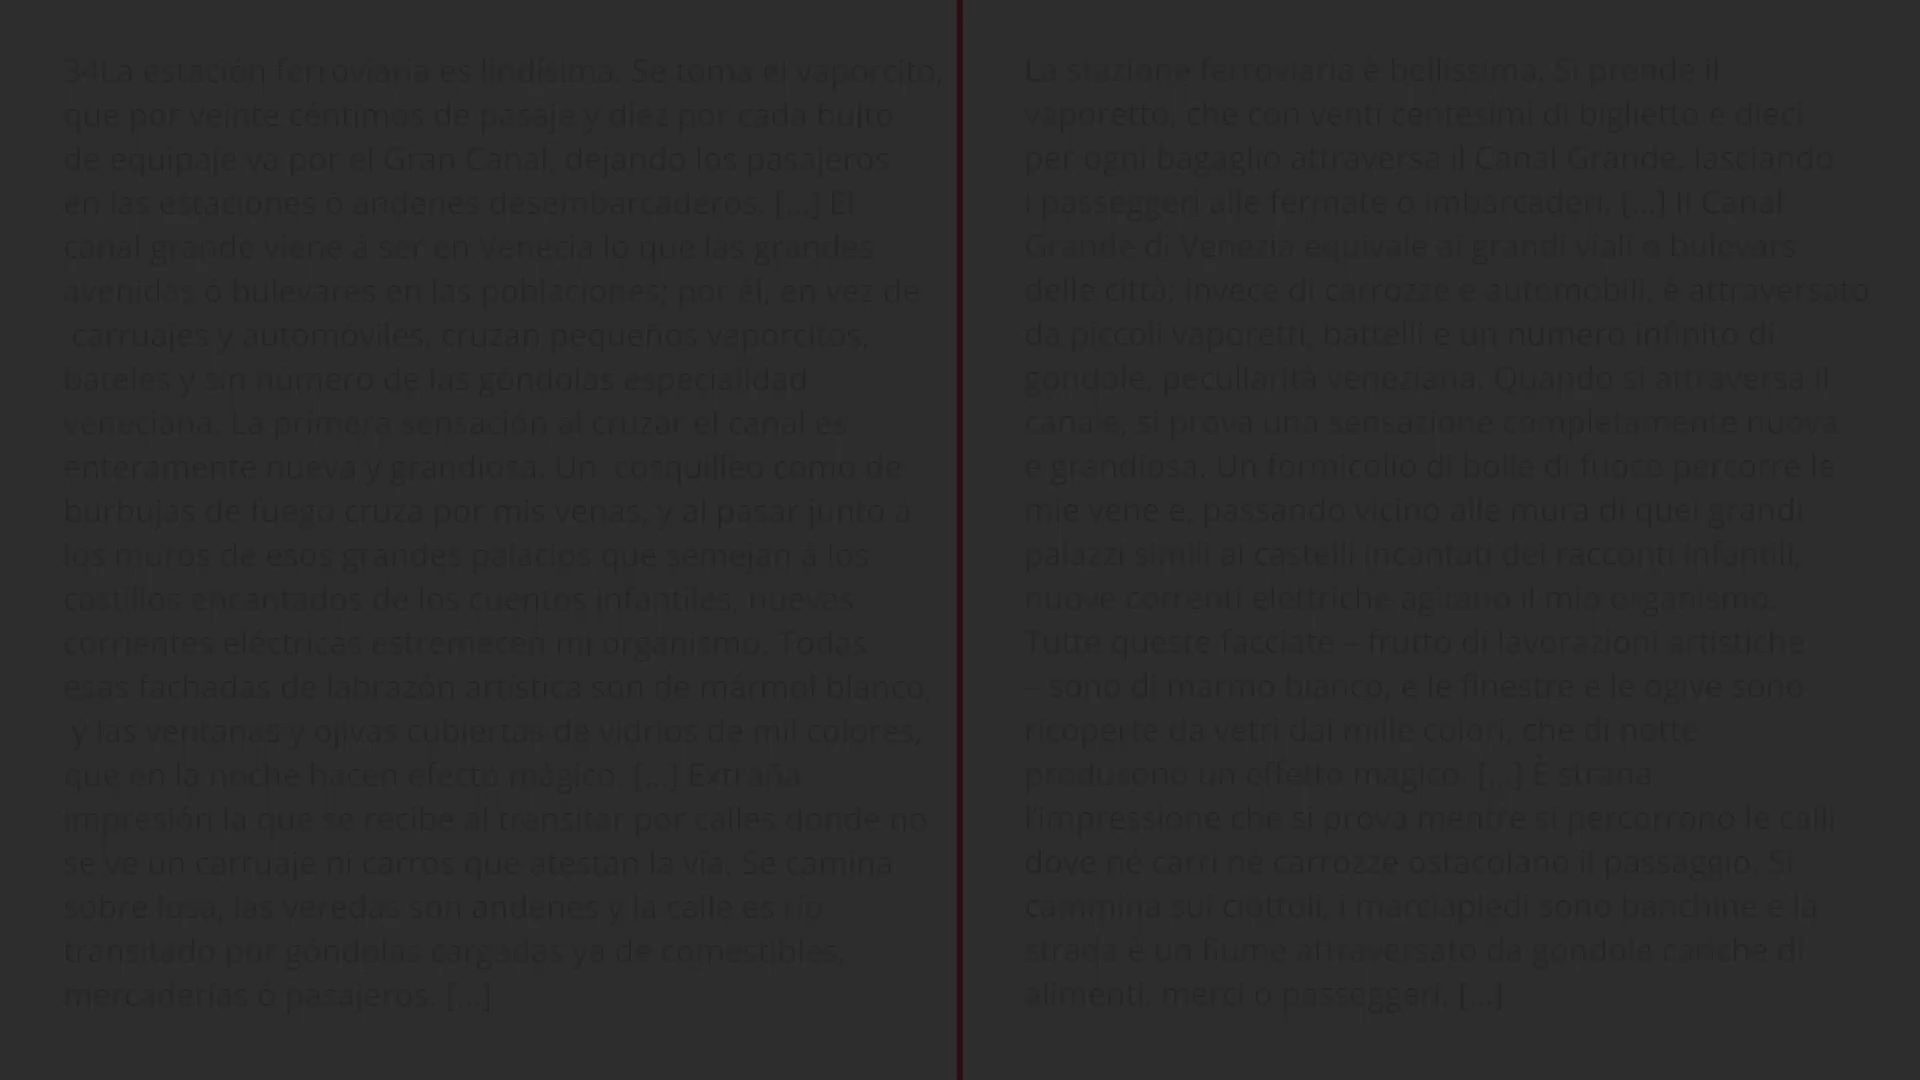 34La estación ferroviaria es lindísima. Se toma el vaporcito,
que por veinte céntimos de pasaje y diez por cada bulto
de equipaje va por el Gran Canal, dejando los pasajeros
en las estaciones ó andenes desembarcaderos. [...] El
canal grande viene á ser en Venecia lo que las grandes
avenidas ó bulevares en las poblaciones; por él, en vez de
carruajes y automóviles, cruzan pequeños vaporcitos,
bateles y sin numero de las góndolas especialidad
veneciana. La primera sensación al cruzar el canal es
enteramente nueva y grandiosa. Un cosquilleo como de
burbujas de fuego cruza por mis venas, y al pasar junto á
los muros de esos grandes palacios que semejan á los
castillos encantados de los cuentos infantiles, nuevas
corrientes eléctricas estremecen mi organismo. Todas
esas fachadas de labrazón artística son de mármol blanco,
y las ventanas y ojivas cubiertas de vidrios de mil colores,
que en la noche hacen efecto mágico. [...] Extraña
impresión la que se recibe al transitar por calles donde no
se ve un carruaje ni carros que atestan la vía. Se camina
sobre losa, las veredas son andenes y la calle es río
transitado por góndolas cargadas ya de comestibles,
mercaderías ó pasajeros. [...]
La stazione ferroviaria è bellissima. Si prende il
vaporetto, che con venti centesimi di biglietto e dieci
per ogni bagaglio attraversa il Canal Grande, lasciando
i passeggeri alle fermate o imbarcaderi. [...] Il Canal
Grande di Venezia equivale ai grandi viali o bulevars
delle città; invece di carrozze e automobili, è attraversato
da piccoli vaporetti, battelli e un numero infinito di
gondole, peculiarità veneziana. Quando si attraversa il
canale, si prova una sensazione completamente nuova
e grandiosa. Un formicolio di bolle di fuoco percorre le
mie vene e, passando vicino alle mura di quei grandi
palazzi simili ai castelli incantati dei racconti infantili,
nuove correnti elettriche agitano il mio organismo.
Tutte queste facciate – frutto di lavorazioni artistiche
– sono di marmo bianco, e le finestre e le ogive sono
ricoperte da vetri dai mille colori, che di notte
producono un effetto magico. [...] È strana
l'impressione che si prova mentre si percorrono le calli
dove né carri né carrozze ostacolano il passaggio. Si
cammina sui ciottoli, i marciapiedi sono banchine e la
strada è un fiume attraversato da gondole cariche di
alimenti, merci o passeggeri. [...]